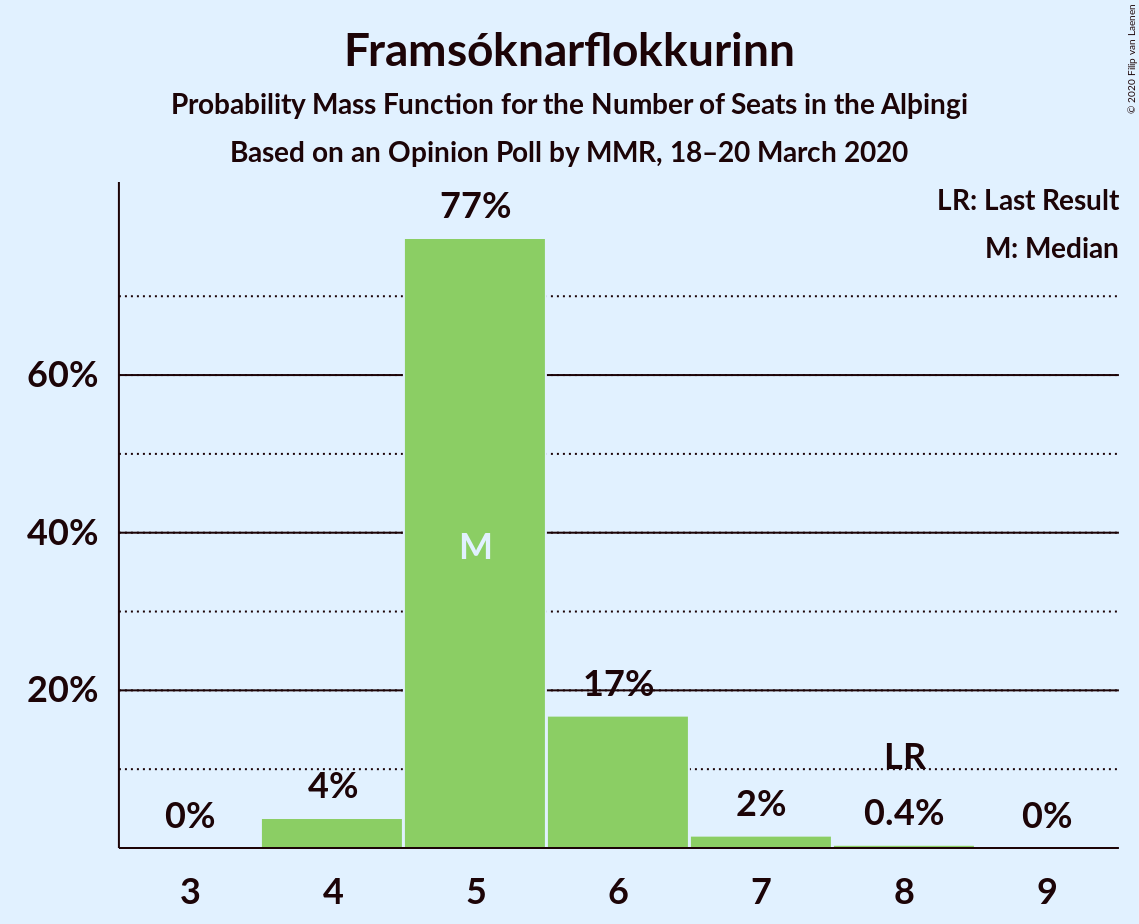 Framsóknarflokkurinn
Probability Mass Function for the Number of Seats in the Alþingi
Based on an Opinion Poll by MMR, 18–20 March 2020
© 2020 Filip van Laenen
LR: Last Result
M: Median
77%
60%
40%
M
20%
17%
LR
4%
2%
0.4%
0%
0%
3 4 5 6 7 8 9